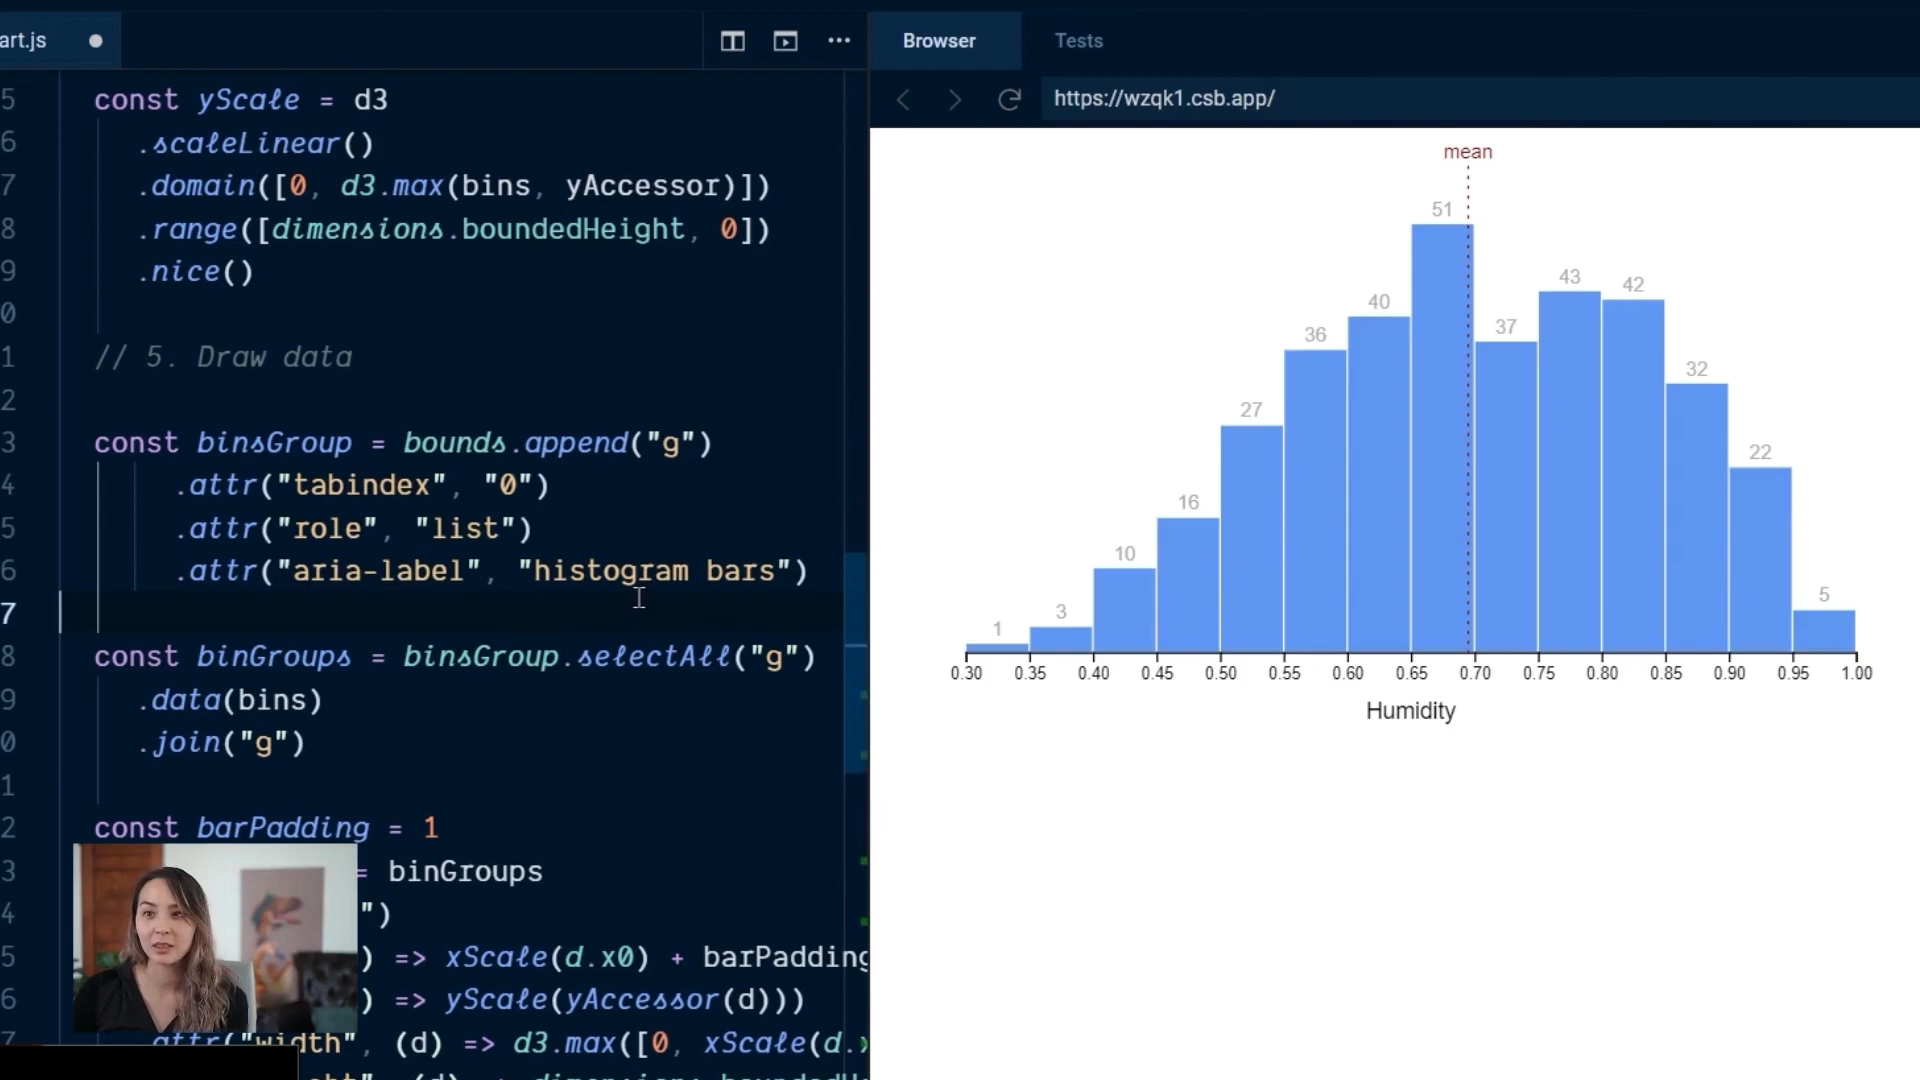 art.js
Browser
Tests
https://wzqk1.csb.app/
5 const yScale = d3
6 .scaleLinear()
7 .domain([0, d3.max(bins, yAccessor)])
8 .range([dimensions.boundedHeight, 0])
9 .nice()
0
1 // 5. Draw data
2
3 const binsGroup = bounds.append("g")
4 .attr("tabindex", "0")
5 .attr("role", "list")
6 .attr("aria-label", "histogram bars")
7
8 const binGroups = binsGroup.selectAll("g")
9 .data(bins)
0 .join("g")
1
2 const barPadding = 1
3 = binGroups
4 ")
5 ) => xScale(d.x0) + barPadding
6 ) => yScale(yAccessor(d)))
7 .attr("width", (d) => d3.max([0, xScale(d.x
mean
1
3
10
16
27
36
40
51
37
43
42
32
22
5
0.30 0.35 0.40 0.45 0.50 0.55 0.60 0.65 0.70 0.75 0.80 0.85 0.90 0.95 1.00
Humidity